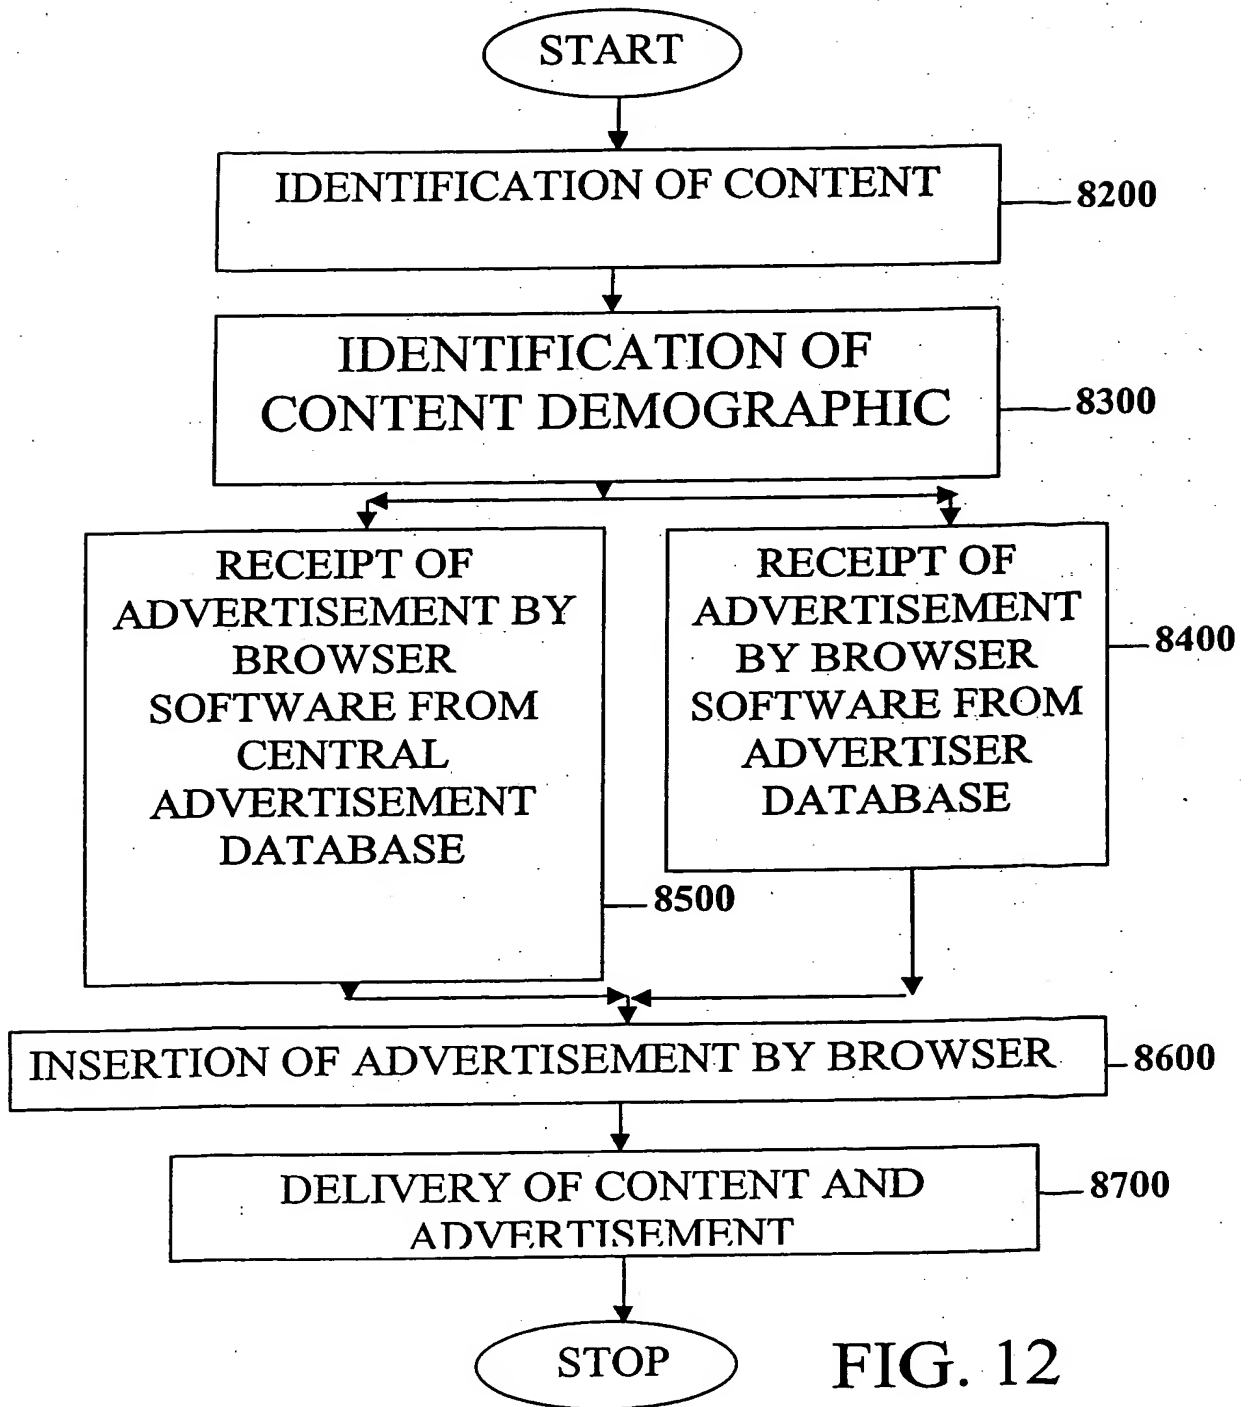 START
IDENTIFICATION OF CONTENT
8200
IDENTIFICATION OF
CONTENT DEMOGRAPHIC
8300
RECEIPT OF
ADVERTISEMENT BY
BROWSER
SOFTWARE FROM
CENTRAL
ADVERTISEMENT
DATABASE
8500
RECEIPT OF
ADVERTISEMENT
BY BROWSER
SOFTWARE FROM
ADVERTISER
DATABASE
8400
INSERTION OF ADVERTISEMENT BY BROWSER
8600
DELIVERY OF CONTENT AND
ADVERTISEMENT
8700
STOP
FIG. 12